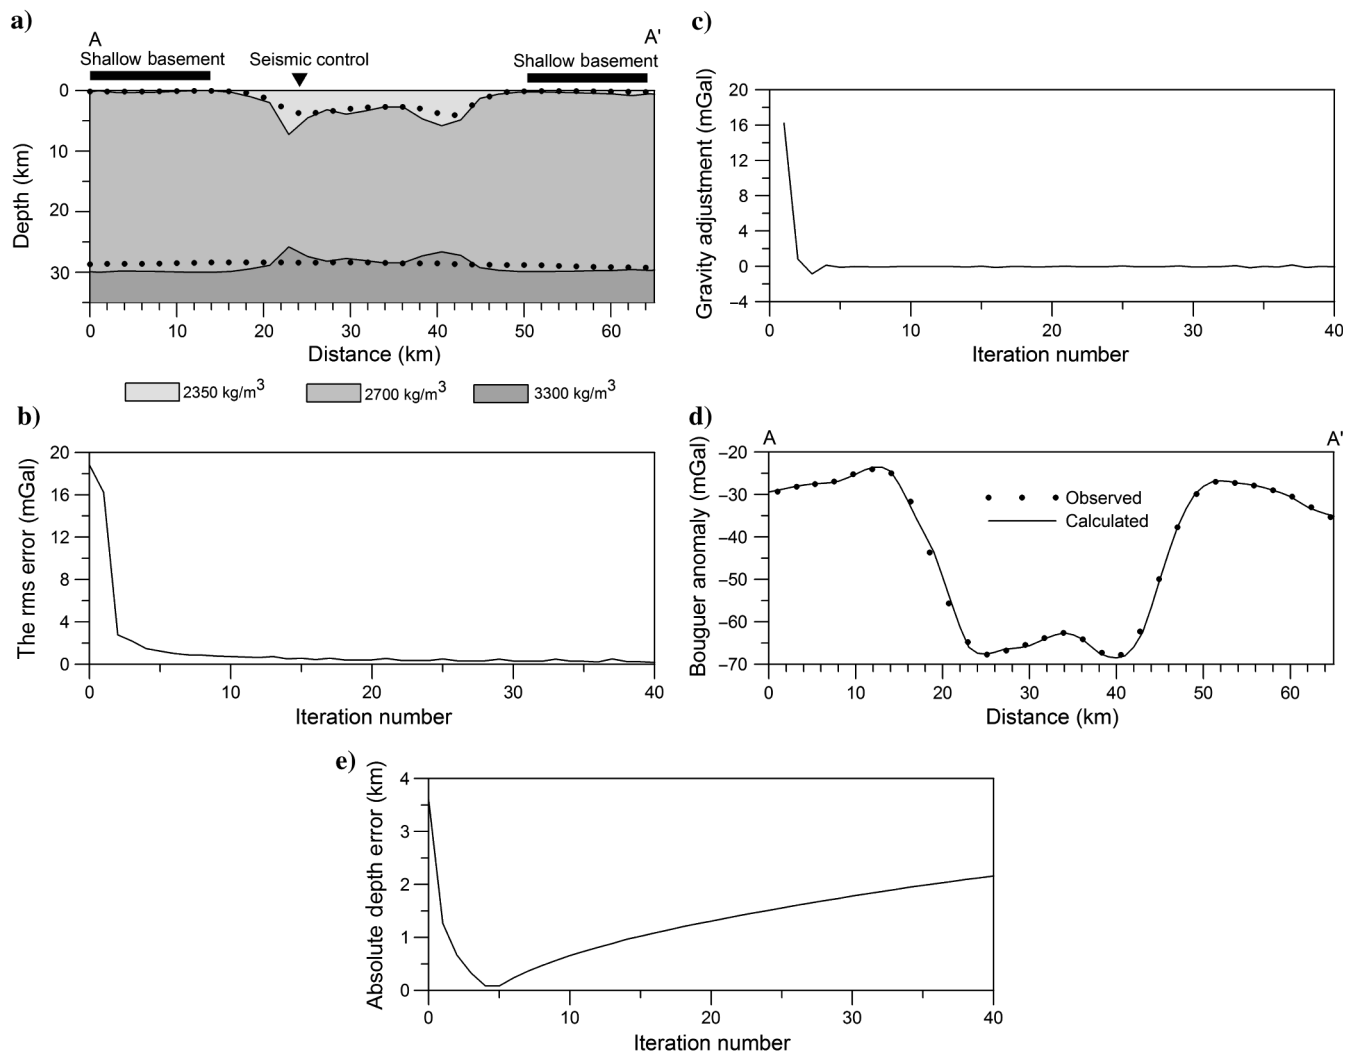 a)
A
A'
Shallow basement
Seismic control
Shallow basement
0
10
20
30
Depth (km)
0 10 20 30 40 50 60
Distance (km)
2350 kg/m3
2700 kg/m3
3300 kg/m3
c)
20
16
12
8
4
0
–4
Gravity adjustment (mGal)
0 10 20 30 40
Iteration number
b)
20
16
12
8
4
0
The rms error (mGal)
0 10 20 30 40
Iteration number
d)
A
A'
–20
–30
–40
–50
–60
–70
Bouguer anomaly (mGal)
Observed
Calculated
0 10 20 30 40 50 60
Distance (km)
e)
4
3
2
1
0
Absolute depth error (km)
0 10 20 30 40
Iteration number